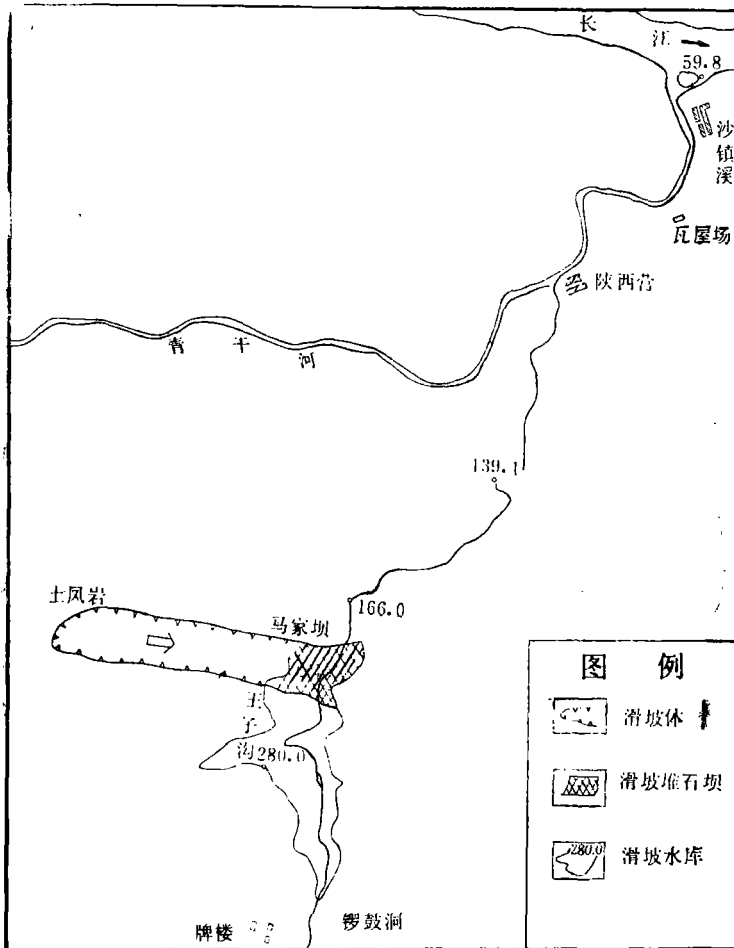 长
江
59.8
沙镇溪
瓦屋场
陕西营
青干河
139.1
土凤岩
马家坝
166.0
王子沟
280.0
牌楼
锣鼓洞
图 例
滑坡体
滑坡堆石坝
280.0
滑坡水库